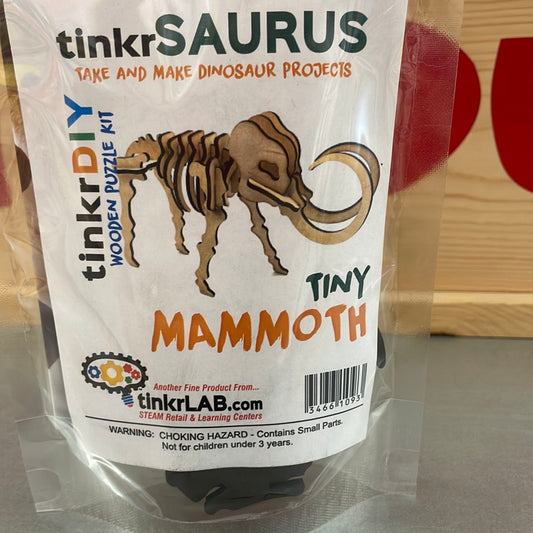 tinkrSAURUS
TAKE AND MAKE DINOSAUR PROJECTS
tinkrDIY
WOODEN PUZZLE KIT
TINY
MAMMOTH
Another Fine Product From...
tinkrLAB.com
STEAM Retail & Learning Centers
34661093
WARNING: CHOKING HAZARD - Contains Small Parts.
Not for children under 3 years.